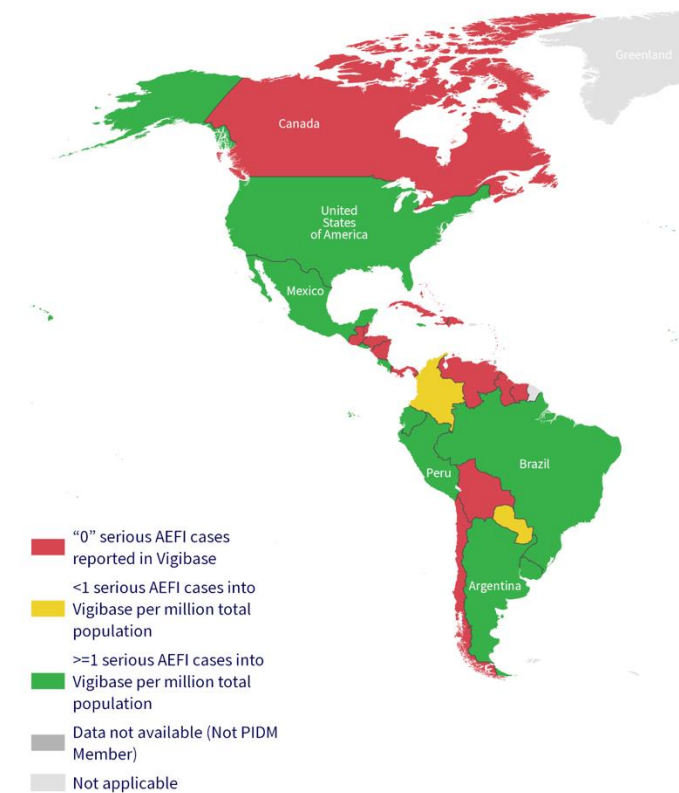 Greenland
Canada
United
States
of America
Mexico
Brazil
Peru
Argentina
“0” serious AEFI cases
reported in Vigibase
<1 serious AEFI cases into
Vigibase per million total
population
>=1 serious AEFI cases into
Vigibase per million total
population
Data not available (Not PIDM
Member)
Not applicable